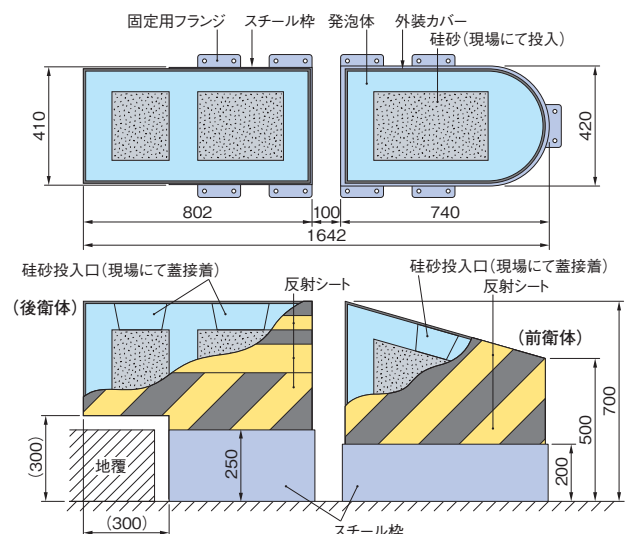 固定用フランジ
スチール枠
発泡体
外装カバー
硅砂（現場にて投入）
410
420
802
100
740
1642
硅砂投入口（現場にて蓋接着）
硅砂投入口（現場にて蓋接着）
反射シート
反射シート
（後衛体）
（前衛体）
地覆
(300)
(300)
250
200
500
700
スチール枠